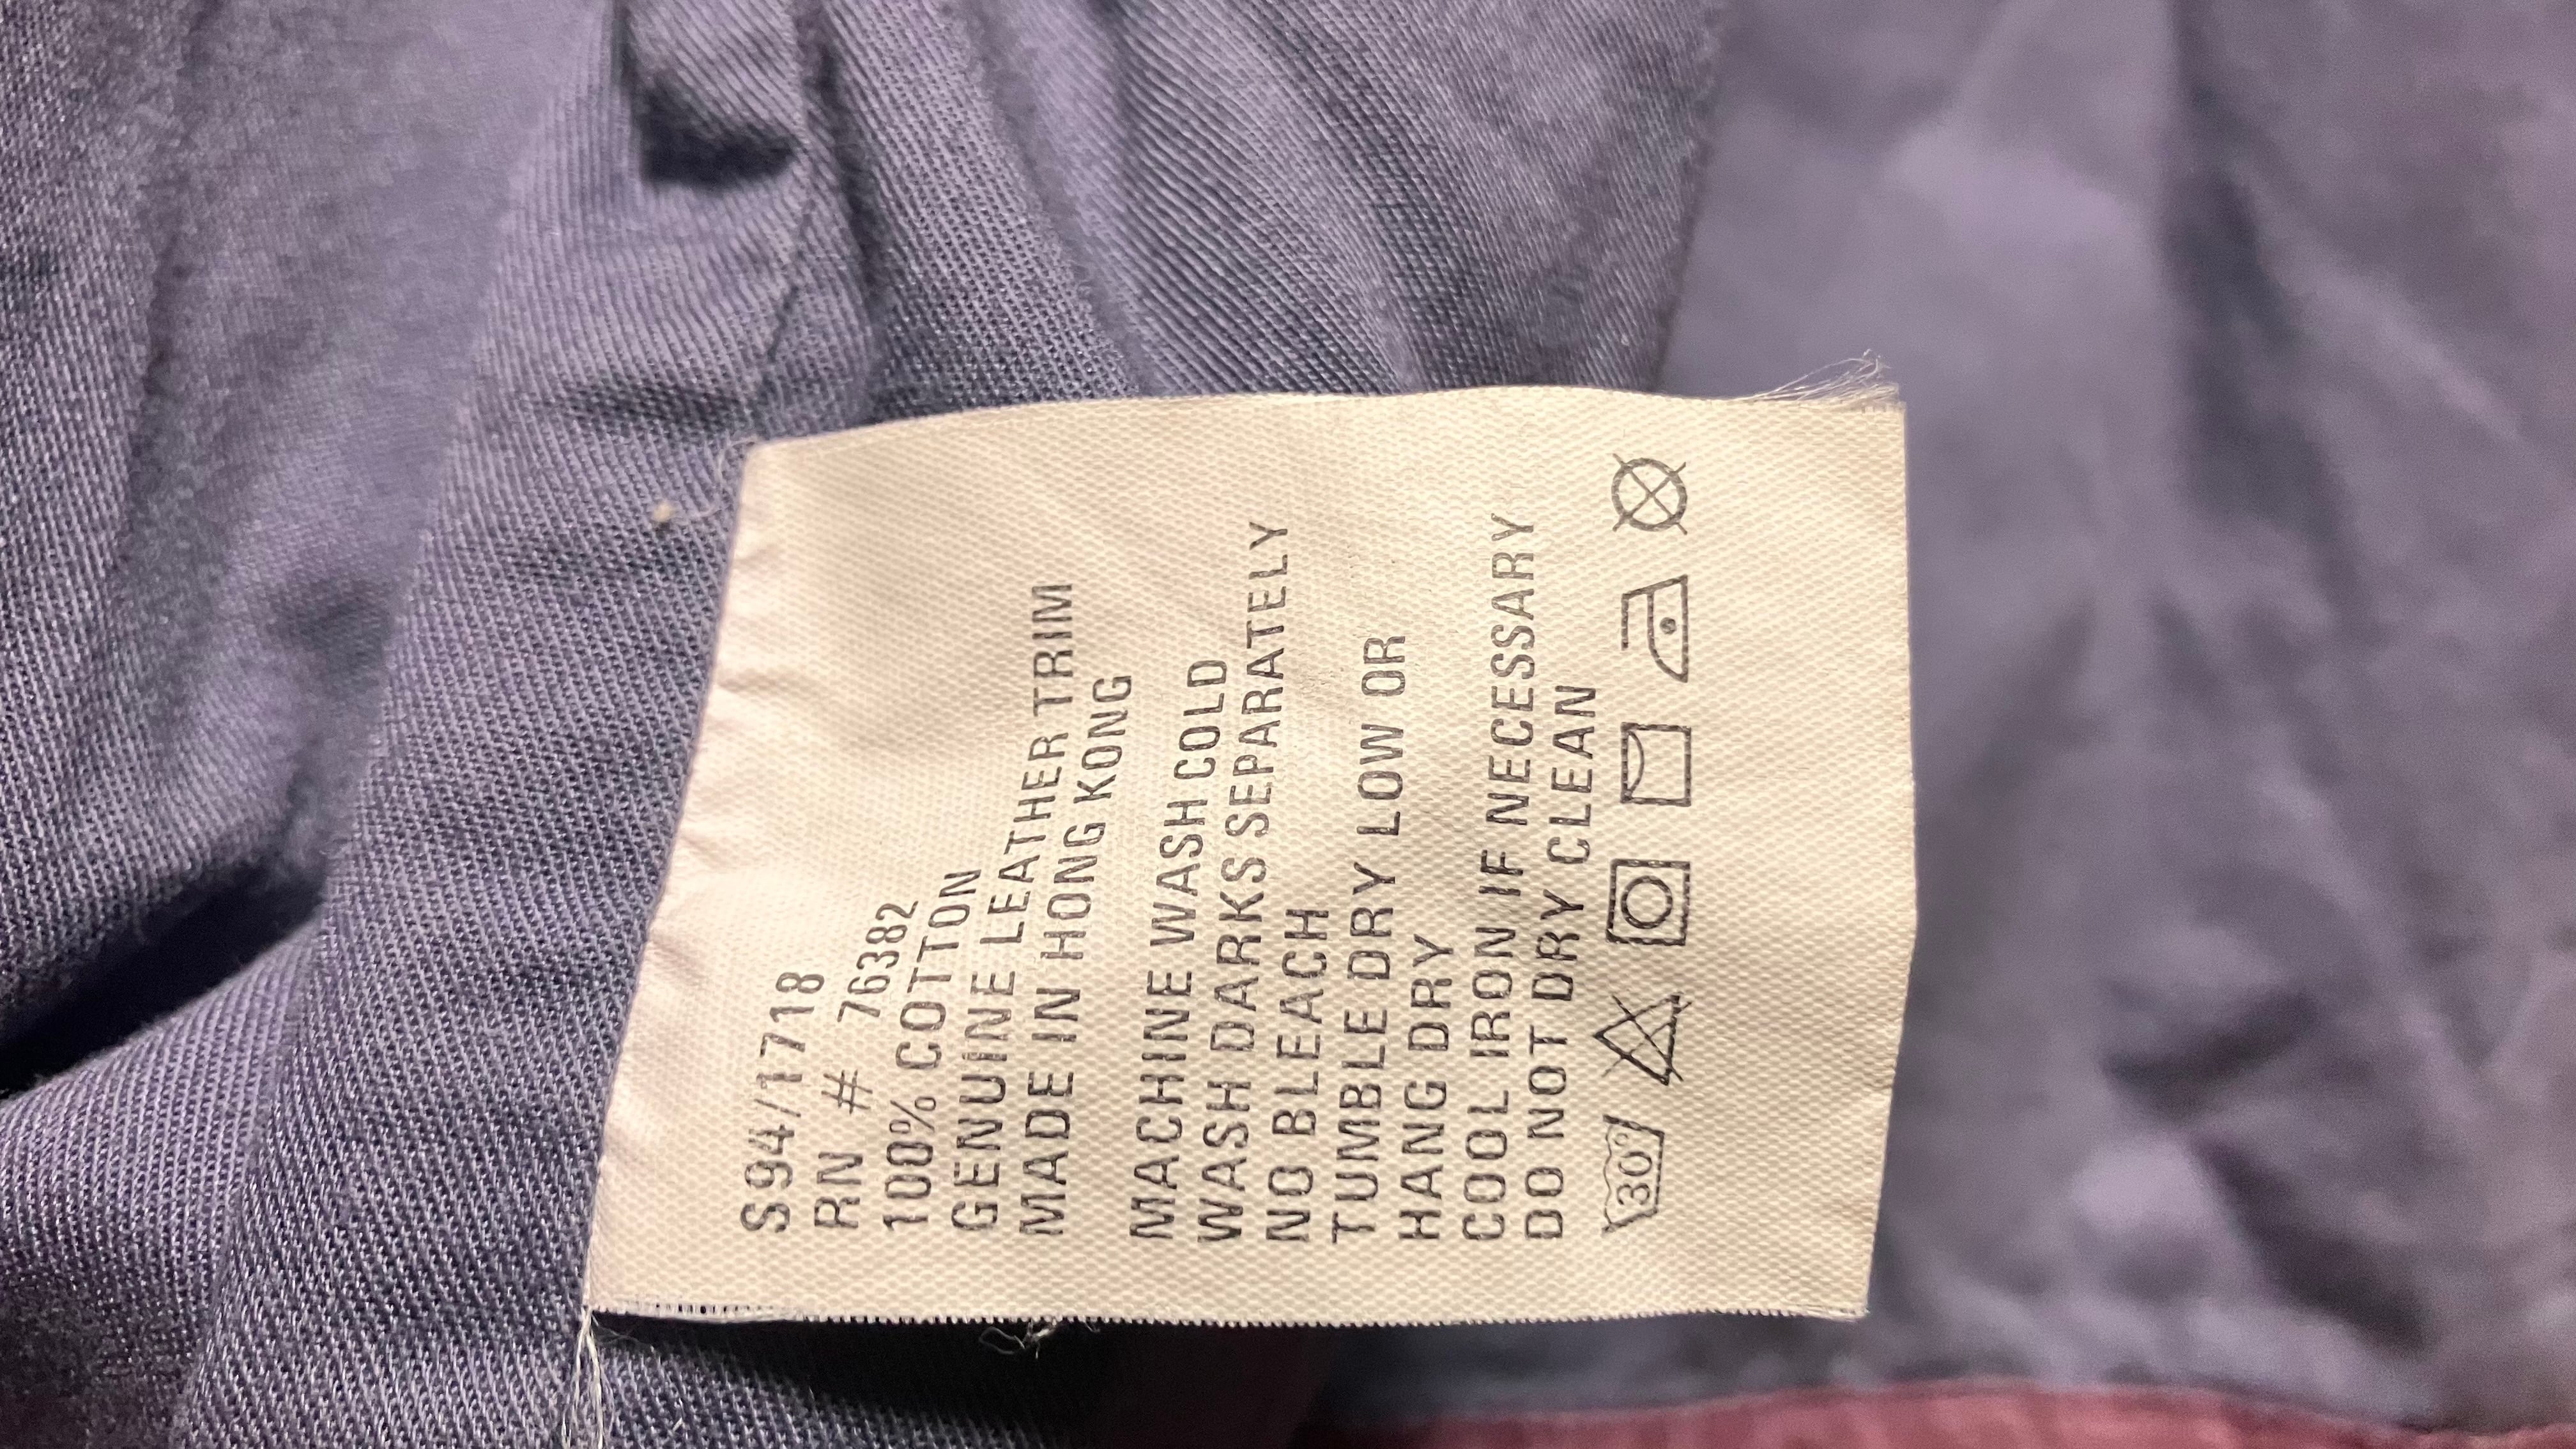 S94/1718
RN # 76382
100% COTTON
GENUINE LEATHER TRIM
MADE IN HONG KONG
MACHINE WASH COLD
WASH DARKS SEPARATELY
NO BLEACH
TUMBLE DRY LOW OR
HANG DRY
COOL IRON IF NECESSARY
DO NOT DRY CLEAN
30°